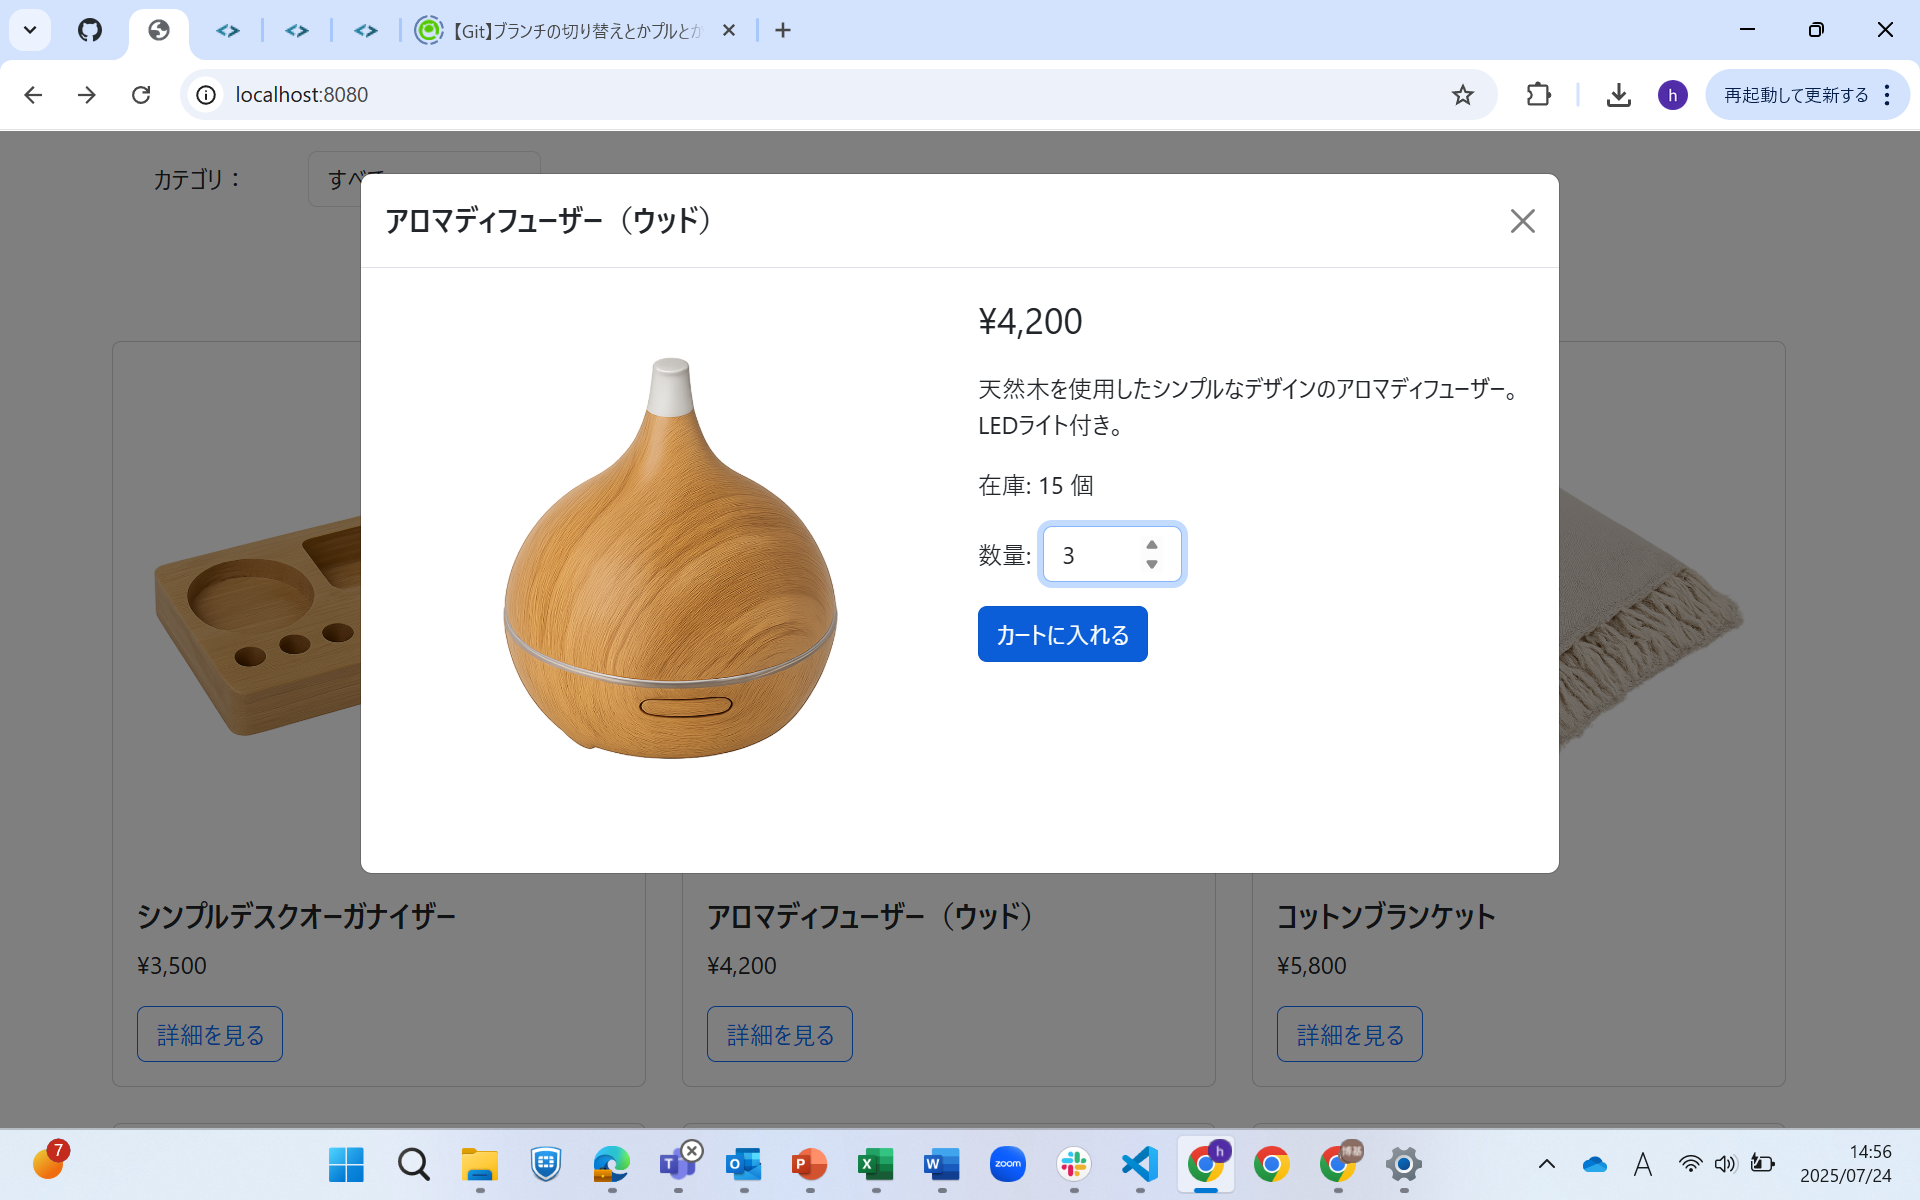 【Git】ブランチの切り替えとかプルとか
localhost:8080
h
再起動して更新する
カテゴリ：
アロマディフューザー（ウッド）
¥4,200
天然木を使用したシンプルなデザインのアロマディフューザー。
LEDライト付き。
在庫: 15 個
数量: 3
カートに入れる
シンプルデスクオーガナイザー
¥3,500
詳細を見る
アロマディフューザー（ウッド）
¥4,200
詳細を見る
コットンブランケット
¥5,800
詳細を見る
7
zoom
h
A
14:56
2025/07/24